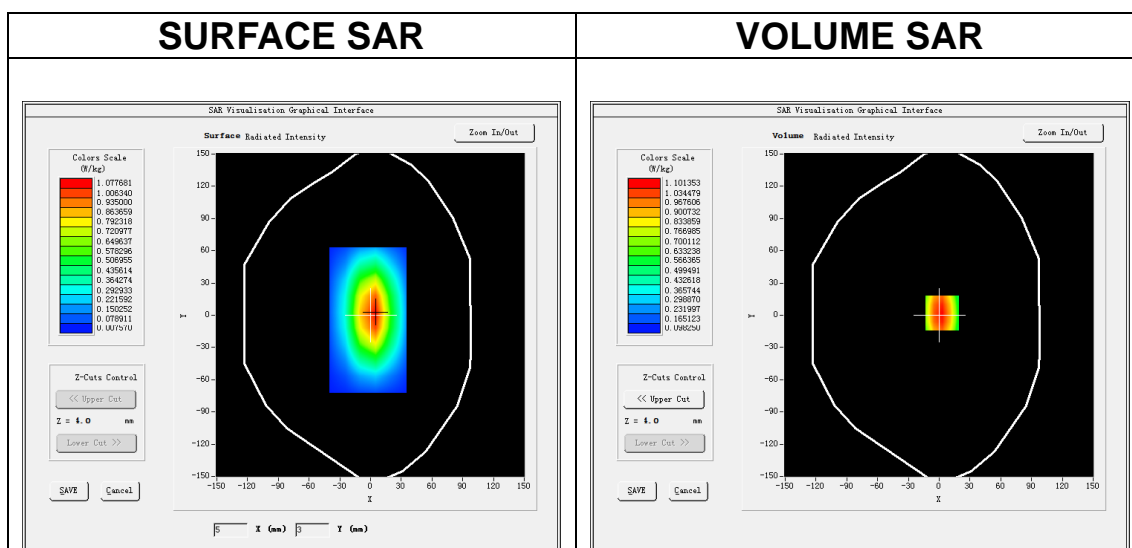 SURFACE SAR
VOLUME SAR
SAR Visualisation Graphical Interface
Surface Radiated Intensity
Zoom In/Out
Colors Scale
(W/kg)
1.077681
1.006340
0.935000
0.863659
0.792318
0.720977
0.649637
0.578296
0.506955
0.435614
0.364274
0.292933
0.221592
0.150252
0.078911
0.007570
Z-Cuts Control
<< Upper Cut
Z = 4.0 mm
Lower Cut >>
SAVE
Cancel
150
120
90
60
30
0
-30
-60
-90
-120
-150
Y
-150 -120 -90 -60 -30 0 30 60 90 120 150
X
5 X (mm) 3 Y (mm)
SAR Visualisation Graphical Interface
Volume Radiated Intensity
Zoom In/Out
Colors Scale
(W/kg)
1.101353
1.034479
0.967606
0.900732
0.833859
0.766985
0.700112
0.633238
0.566365
0.499491
0.432618
0.365744
0.298870
0.231997
0.165123
0.098250
Z-Cuts Control
<< Upper Cut
Z = 4.0 mm
Lower Cut >>
SAVE
Cancel
150
120
90
60
30
0
-30
-60
-90
-120
-150
Y
-150 -120 -90 -60 -30 0 30 60 90 120 150
X